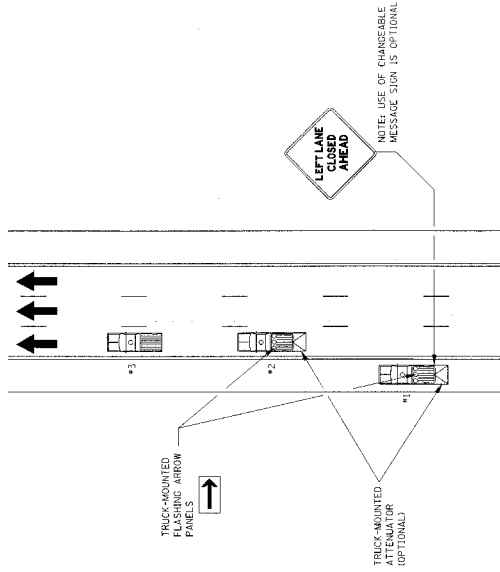 LEFT LANE
CLOSED
AHEAD
NOTE: USE OF CHANGEABLE
MESSAGE SIGN IS OPTIONAL
#3
#2
#1
TRUCK-MOUNTED
FLASHING ARROW
PANELS
TRUCK-MOUNTED
ATTENUATOR
(OPTIONAL)